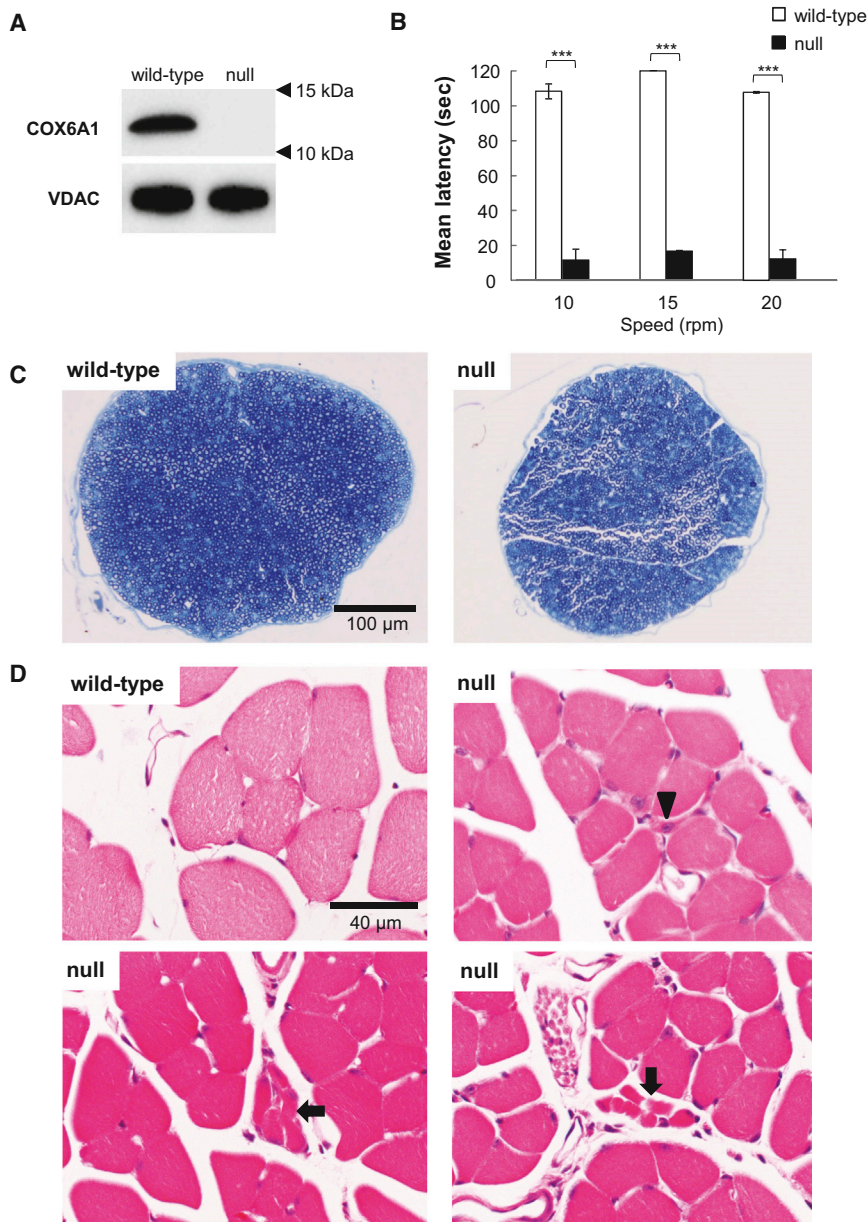 A
wild-type null
15 kDa
COX6A1
10 kDa
VDAC
B
wild-type
null
*** *** ***
Mean latency (sec)
120
100
80
60
40
20
0
10 15 20
Speed (rpm)
C
wild-type
100 µm
null
D
wild-type
40 µm
null
null
null